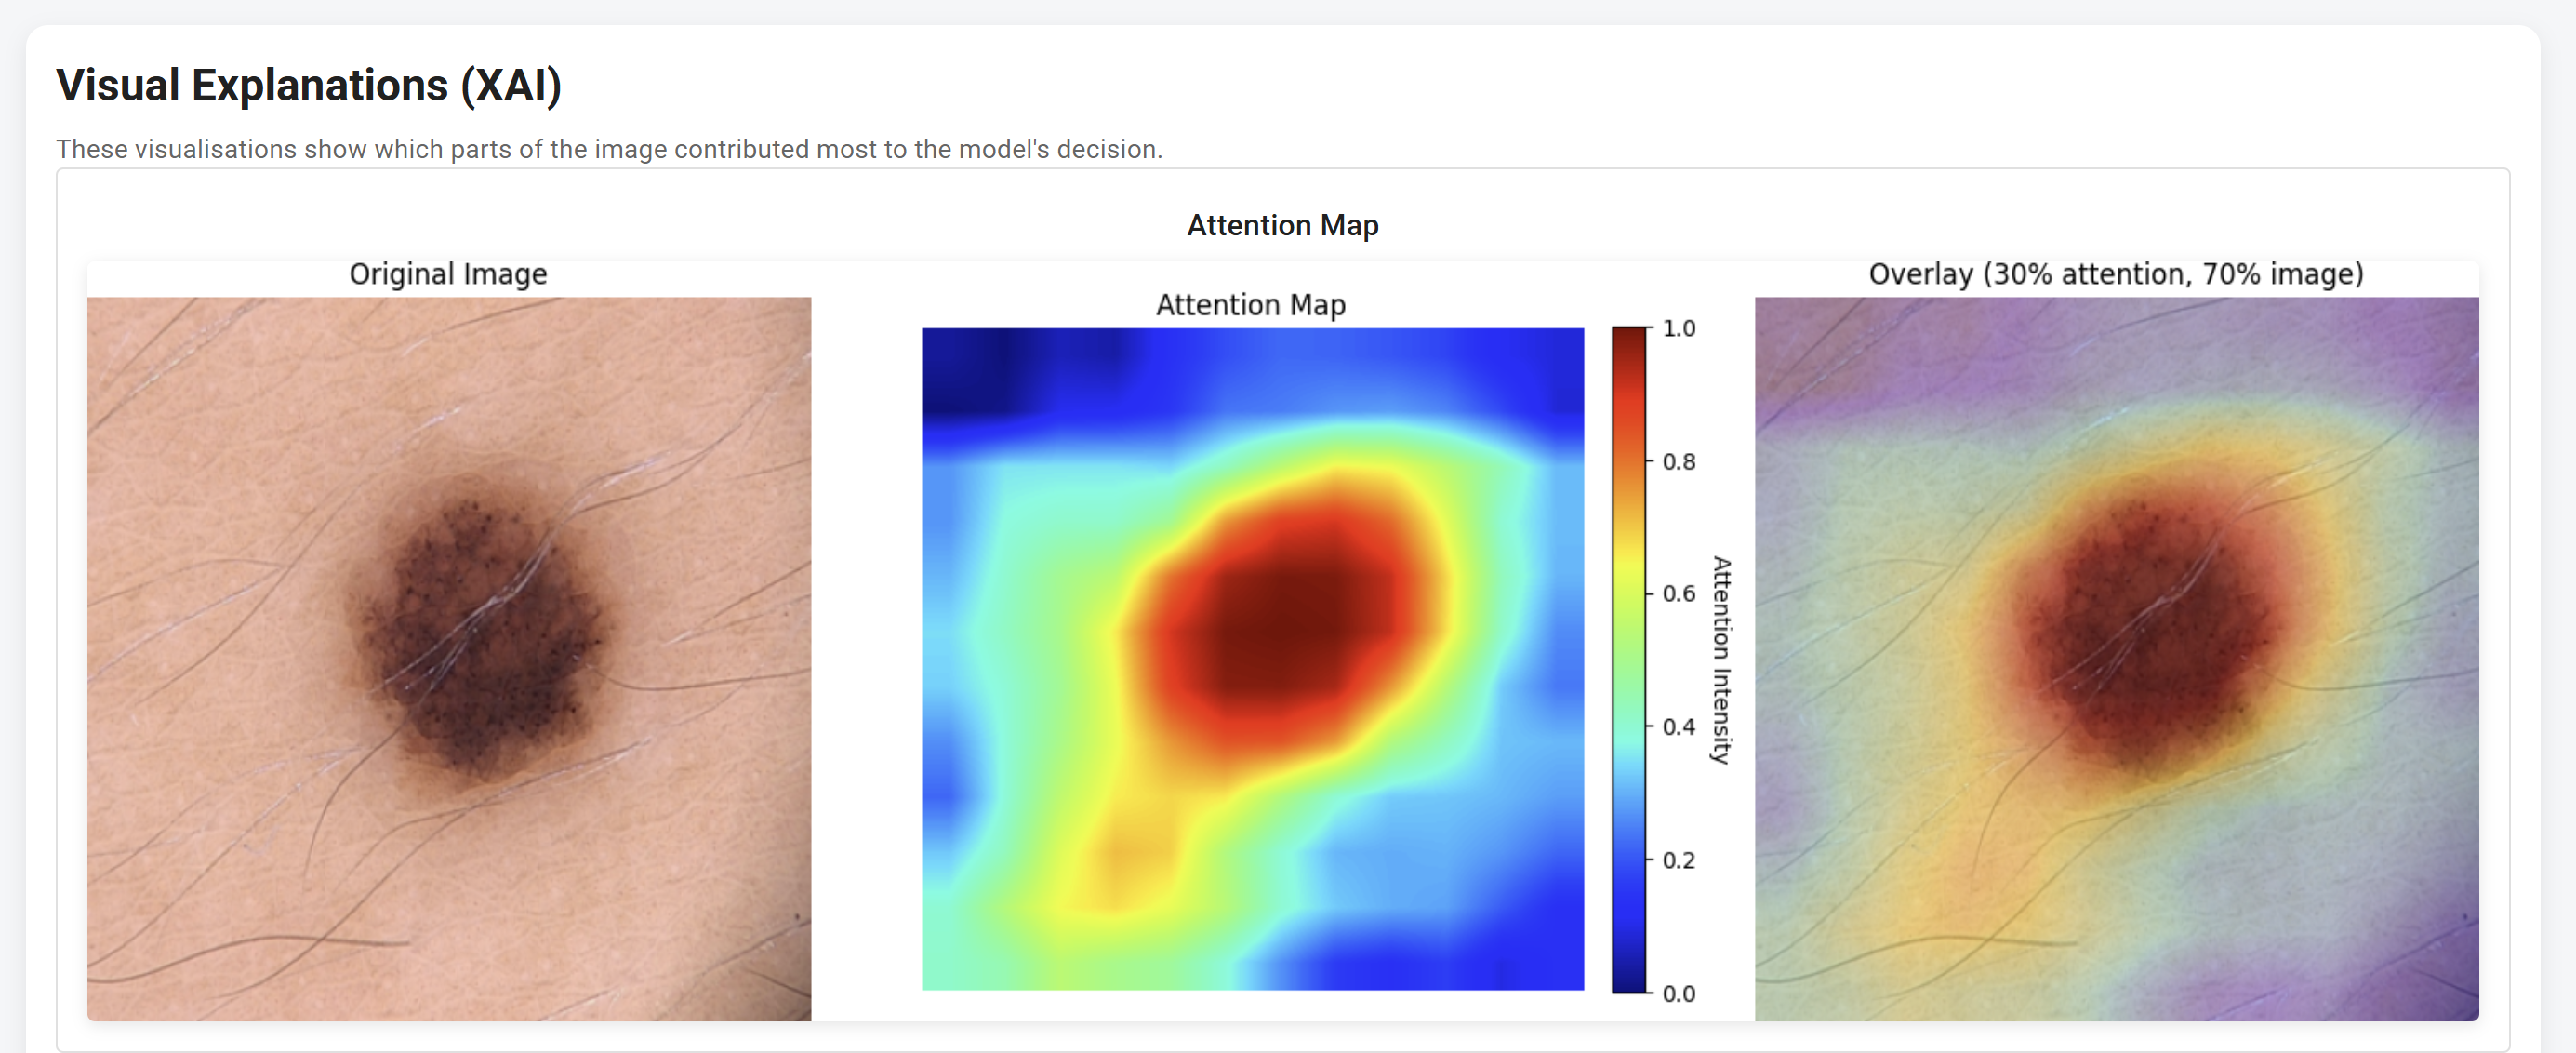 Visual Explanations (XAI)
These visualisations show which parts of the image contributed most to the model's decision.
Attention Map
Original Image
Attention Map
1.0
0.8
0.6
0.4
0.2
0.0
Attention Intensity
Overlay (30% attention, 70% image)